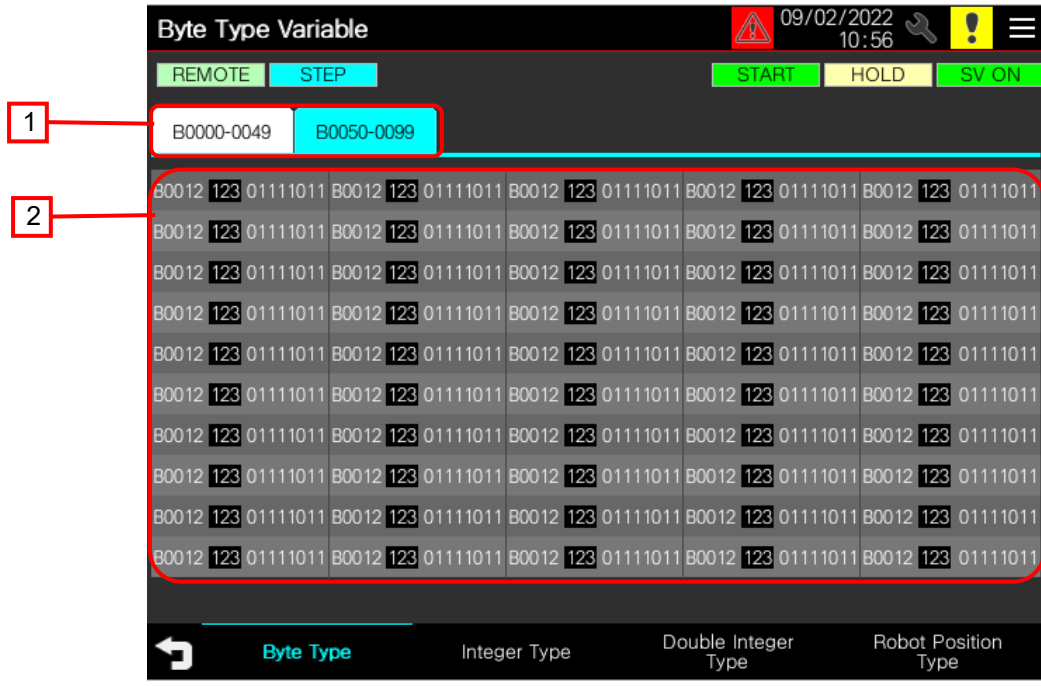 Byte Type Variable
09/02/2022
10:56
REMOTE STEP START HOLD SV ON
1
B0000-0049 B0050-0099
2
B0012 123 01111011 B0012 123 01111011 B0012 123 01111011 B0012 123 01111011 B0012 123 01111011
B0012 123 01111011 B0012 123 01111011 B0012 123 01111011 B0012 123 01111011 B0012 123 01111011
B0012 123 01111011 B0012 123 01111011 B0012 123 01111011 B0012 123 01111011 B0012 123 01111011
B0012 123 01111011 B0012 123 01111011 B0012 123 01111011 B0012 123 01111011 B0012 123 01111011
B0012 123 01111011 B0012 123 01111011 B0012 123 01111011 B0012 123 01111011 B0012 123 01111011
B0012 123 01111011 B0012 123 01111011 B0012 123 01111011 B0012 123 01111011 B0012 123 01111011
B0012 123 01111011 B0012 123 01111011 B0012 123 01111011 B0012 123 01111011 B0012 123 01111011
B0012 123 01111011 B0012 123 01111011 B0012 123 01111011 B0012 123 01111011 B0012 123 01111011
B0012 123 01111011 B0012 123 01111011 B0012 123 01111011 B0012 123 01111011 B0012 123 01111011
B0012 123 01111011 B0012 123 01111011 B0012 123 01111011 B0012 123 01111011 B0012 123 01111011
Byte Type
Integer Type
Double Integer
Type
Robot Position
Type